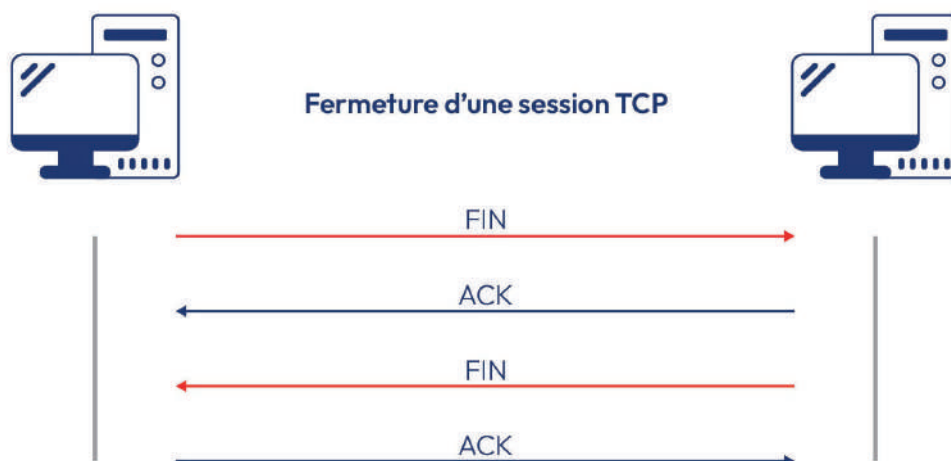 Fermeture d’une session TCP
FIN
ACK
FIN
ACK